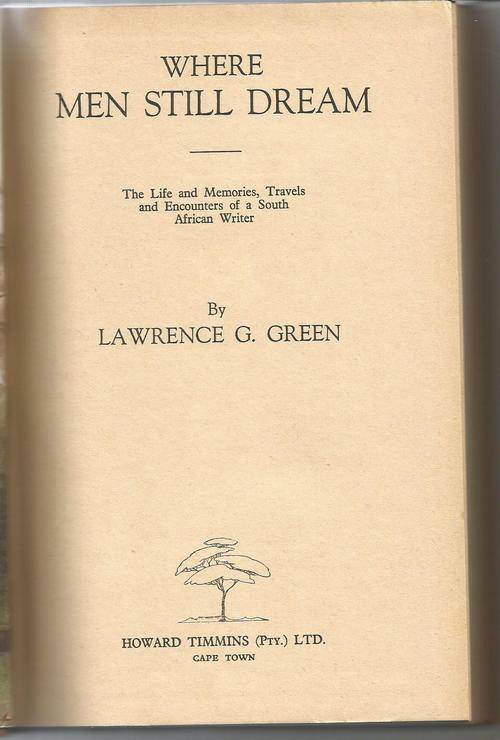 WHERE
MEN STILL DREAM
The Life and Memories, Travels
and Encounters of a South
African Writer
By
LAWRENCE G. GREEN
HOWARD TIMMINS (PTY.) LTD.
CAPE TOWN